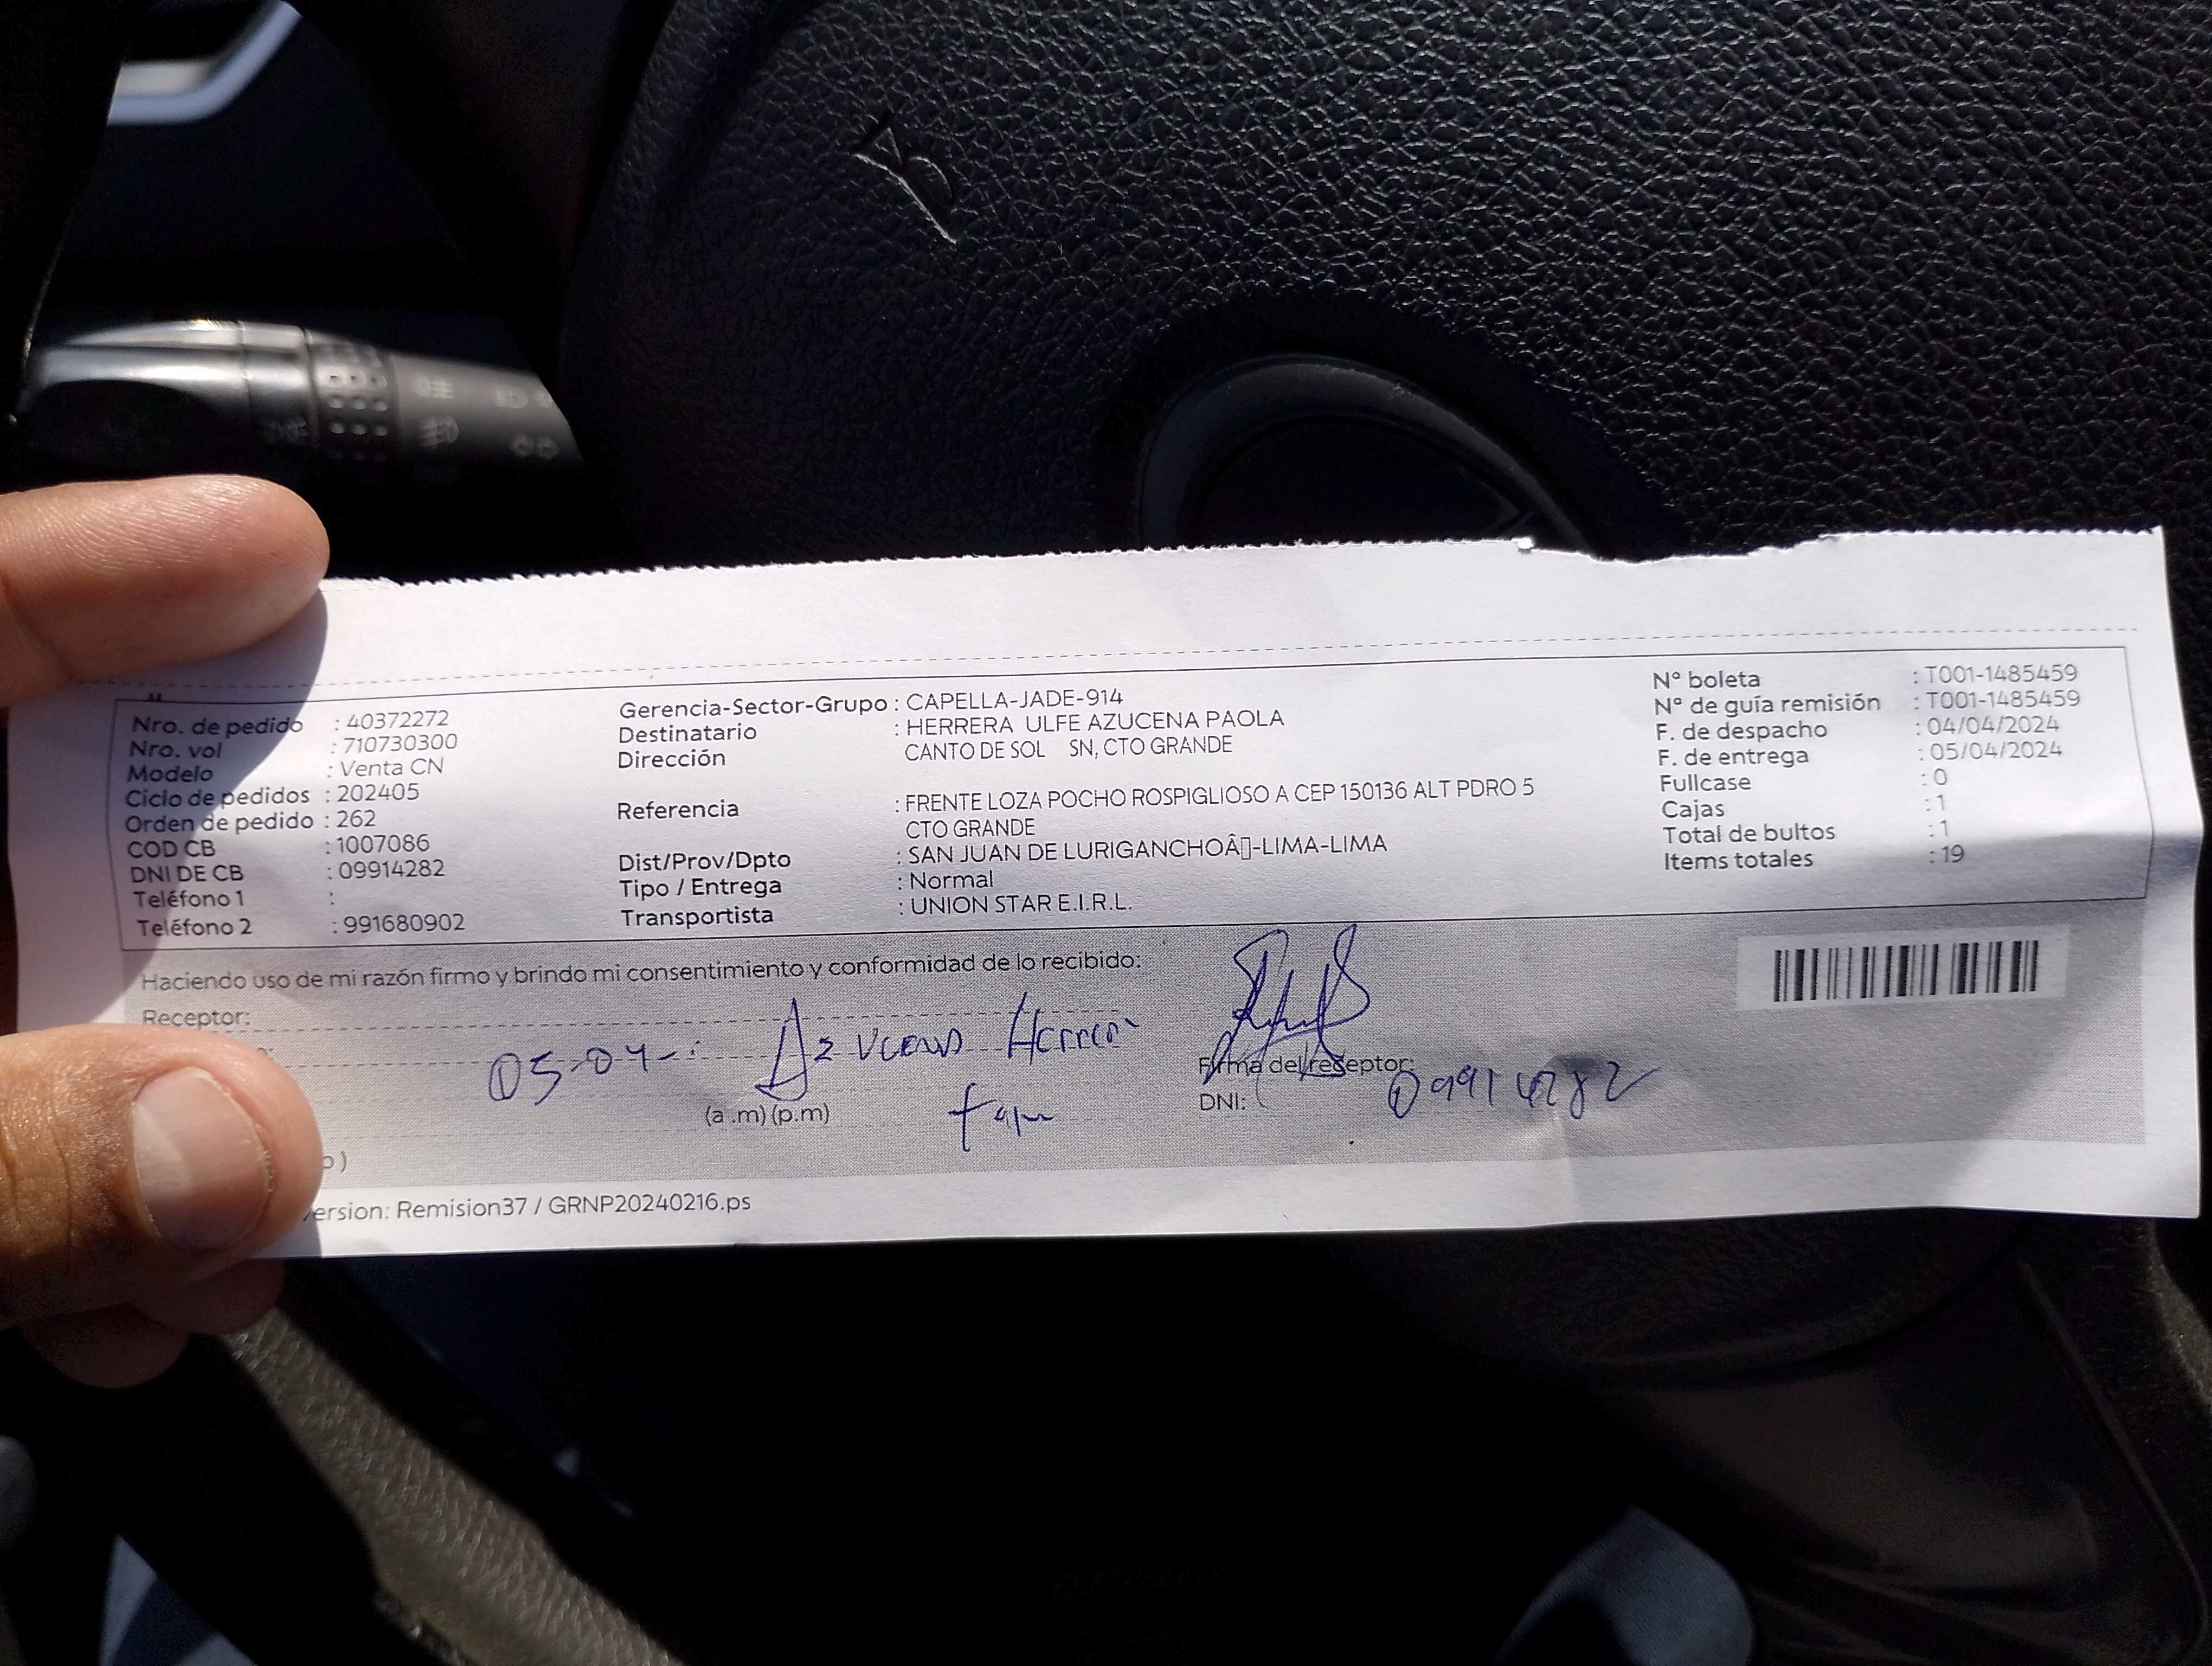 Nro. de pedido : 40372272
Nro. vol : 710730300
Modelo : Venta CN
Ciclo de pedidos : 202405
Orden de pedido : 262
COD CB : 1007086
DNI DE CB : 09914282
Teléfono 1 :
Teléfono 2 : 991680902
Gerencia-Sector-Grupo : CAPELLA-JADE-914
Destinatario : HERRERA ULFE AZUCENA PAOLA
Dirección CANTO DE SOL SN, CTO GRANDE
Referencia : FRENTE LOZA POCHO ROSPIGLIOSO A CEP 150136 ALT PDRO 5
CTO GRANDE
Dist/Prov/Dpto : SAN JUAN DE LURIGANCHOÂ▯-LIMA-LIMA
Tipo / Entrega : Normal
Transportista : UNION STAR E.I.R.L.
N° boleta : T001-1485459
N° de guía remisión : T001-1485459
F. de despacho : 04/04/2024
F. de entrega : 05/04/2024
Fullcase : 0
Cajas : 1
Total de bultos : 1
Items totales : 19
Haciendo uso de mi razón firmo y brindo mi consentimiento y conformidad de lo recibido:
Receptor:
05-04- Azucena Herrera
Firma del receptor:
(a .m) (p.m)
DNI: 09914282
ersion: Remision37 / GRNP20240216.ps